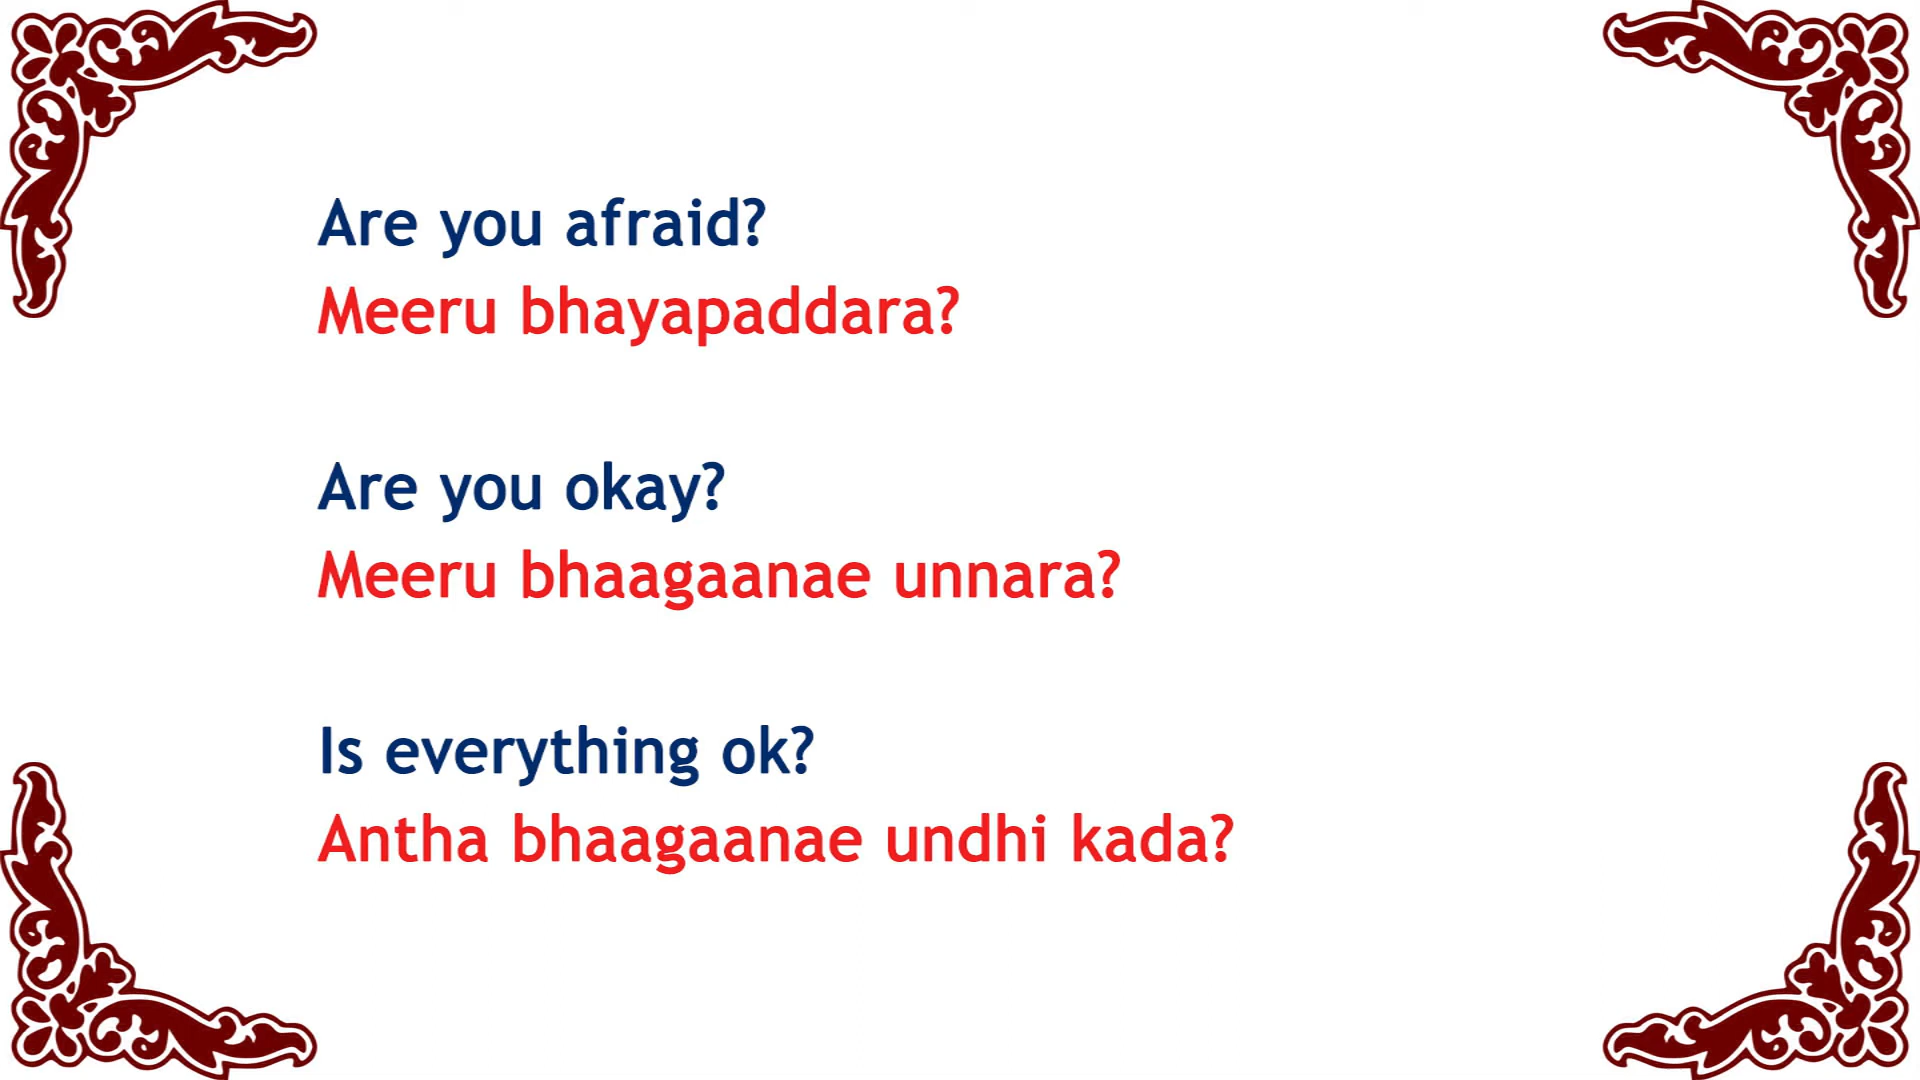 Are you afraid?
Meeru bhayapaddara?
Are you okay?
Meeru bhaagaanae unnara?
Is everything ok?
Antha bhaagaanae undhi kada?